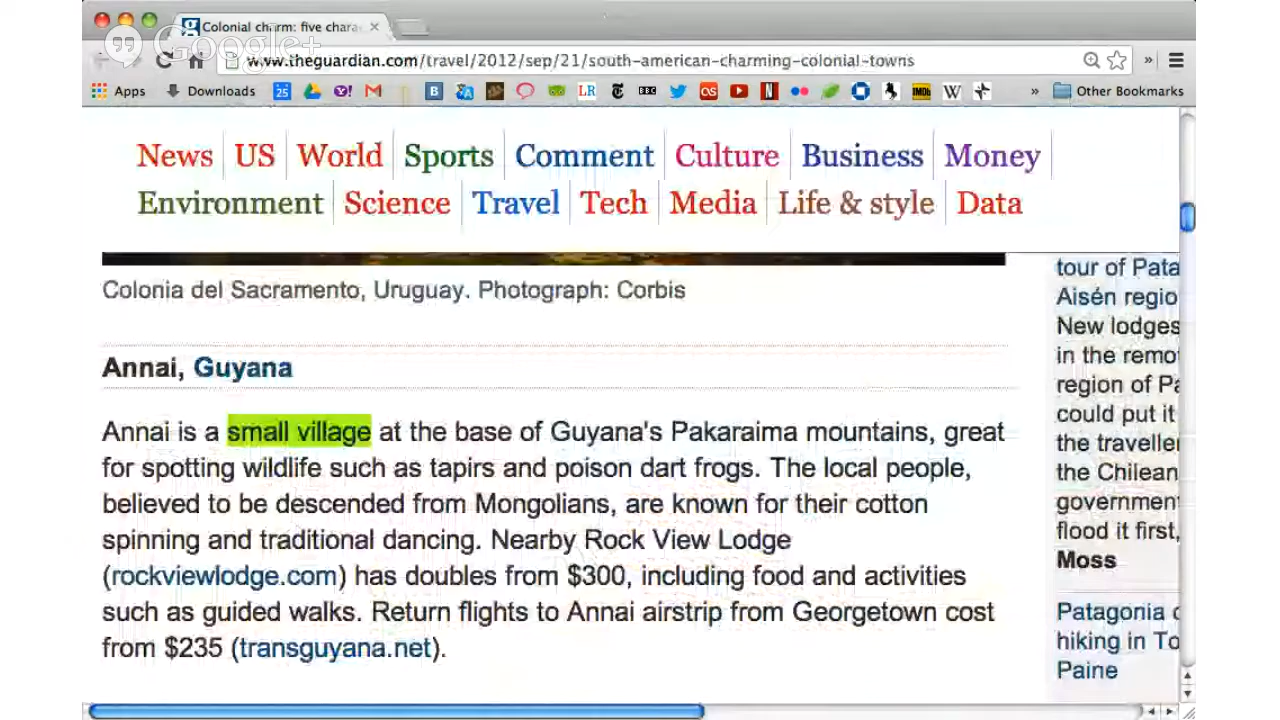 Colonial charm: five chara
Google+
www.theguardian.com/travel/2012/sep/21/south-american-charming-colonial-towns
Apps Downloads 25 Y! B LR BBC as N IMDb W » Other Bookmarks
News US World Sports Comment Culture Business Money
Environment Science Travel Tech Media Life & style Data
Colonia del Sacramento, Uruguay. Photograph: Corbis
Annai, Guyana
Annai is a small village at the base of Guyana's Pakaraima mountains, great
for spotting wildlife such as tapirs and poison dart frogs. The local people,
believed to be descended from Mongolians, are known for their cotton
spinning and traditional dancing. Nearby Rock View Lodge
(rockviewlodge.com) has doubles from $300, including food and activities
such as guided walks. Return flights to Annai airstrip from Georgetown cost
from $235 (transguyana.net).
tour of Pata
Aisén regio
New lodges
in the remo
region of Pa
could put it
the travelle
the Chilean
government
flood it first,
Moss
Patagonia c
hiking in To
Paine